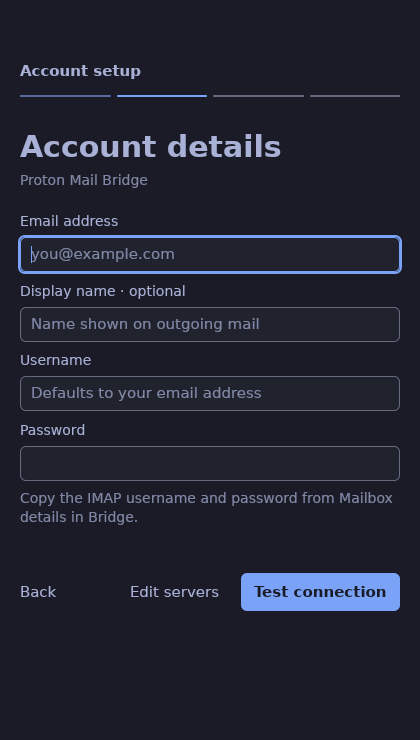 Account setup
Account details
Proton Mail Bridge
Email address
you@example.com
Display name · optional
Name shown on outgoing mail
Username
Defaults to your email address
Password
Copy the IMAP username and password from Mailbox
details in Bridge.
Back
Edit servers
Test connection